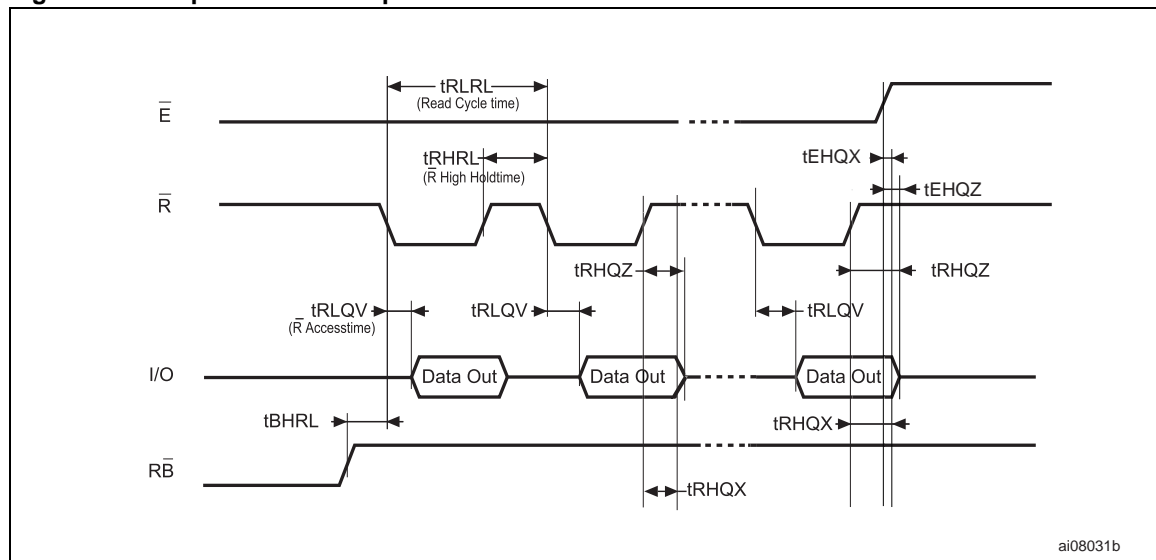 tRLRL
(Read Cycle time)
E̅
tRHRL
(R̅ High Holdtime)
tEHQX
tEHQZ
R̅
tRHQZ
tRHQZ
tRLQV
(R̅ Accesstime)
tRLQV
tRLQV
I/O
Data Out
Data Out
Data Out
tBHRL
tRHQX
RB̅
tRHQX
ai08031b